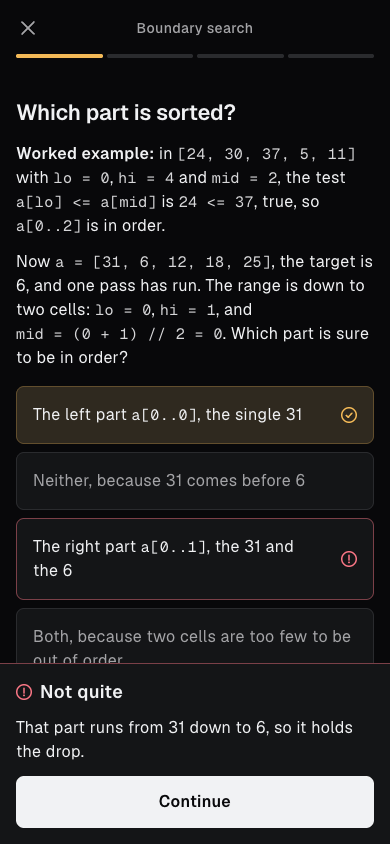 Boundary search
Which part is sorted?
Worked example: in [24, 30, 37, 5, 11]
with lo = 0, hi = 4 and mid = 2, the test
a[lo] <= a[mid] is 24 <= 37, true, so
a[0..2] is in order.
Now a = [31, 6, 12, 18, 25], the target is
6, and one pass has run. The range is down to
two cells: lo = 0, hi = 1, and
mid = (0 + 1) // 2 = 0. Which part is sure
to be in order?
The left part a[0..0], the single 31
Neither, because 31 comes before 6
The right part a[0..1], the 31 and
the 6
Both, because two cells are too few to be
out of order
Not quite
That part runs from 31 down to 6, so it holds
the drop.
Continue